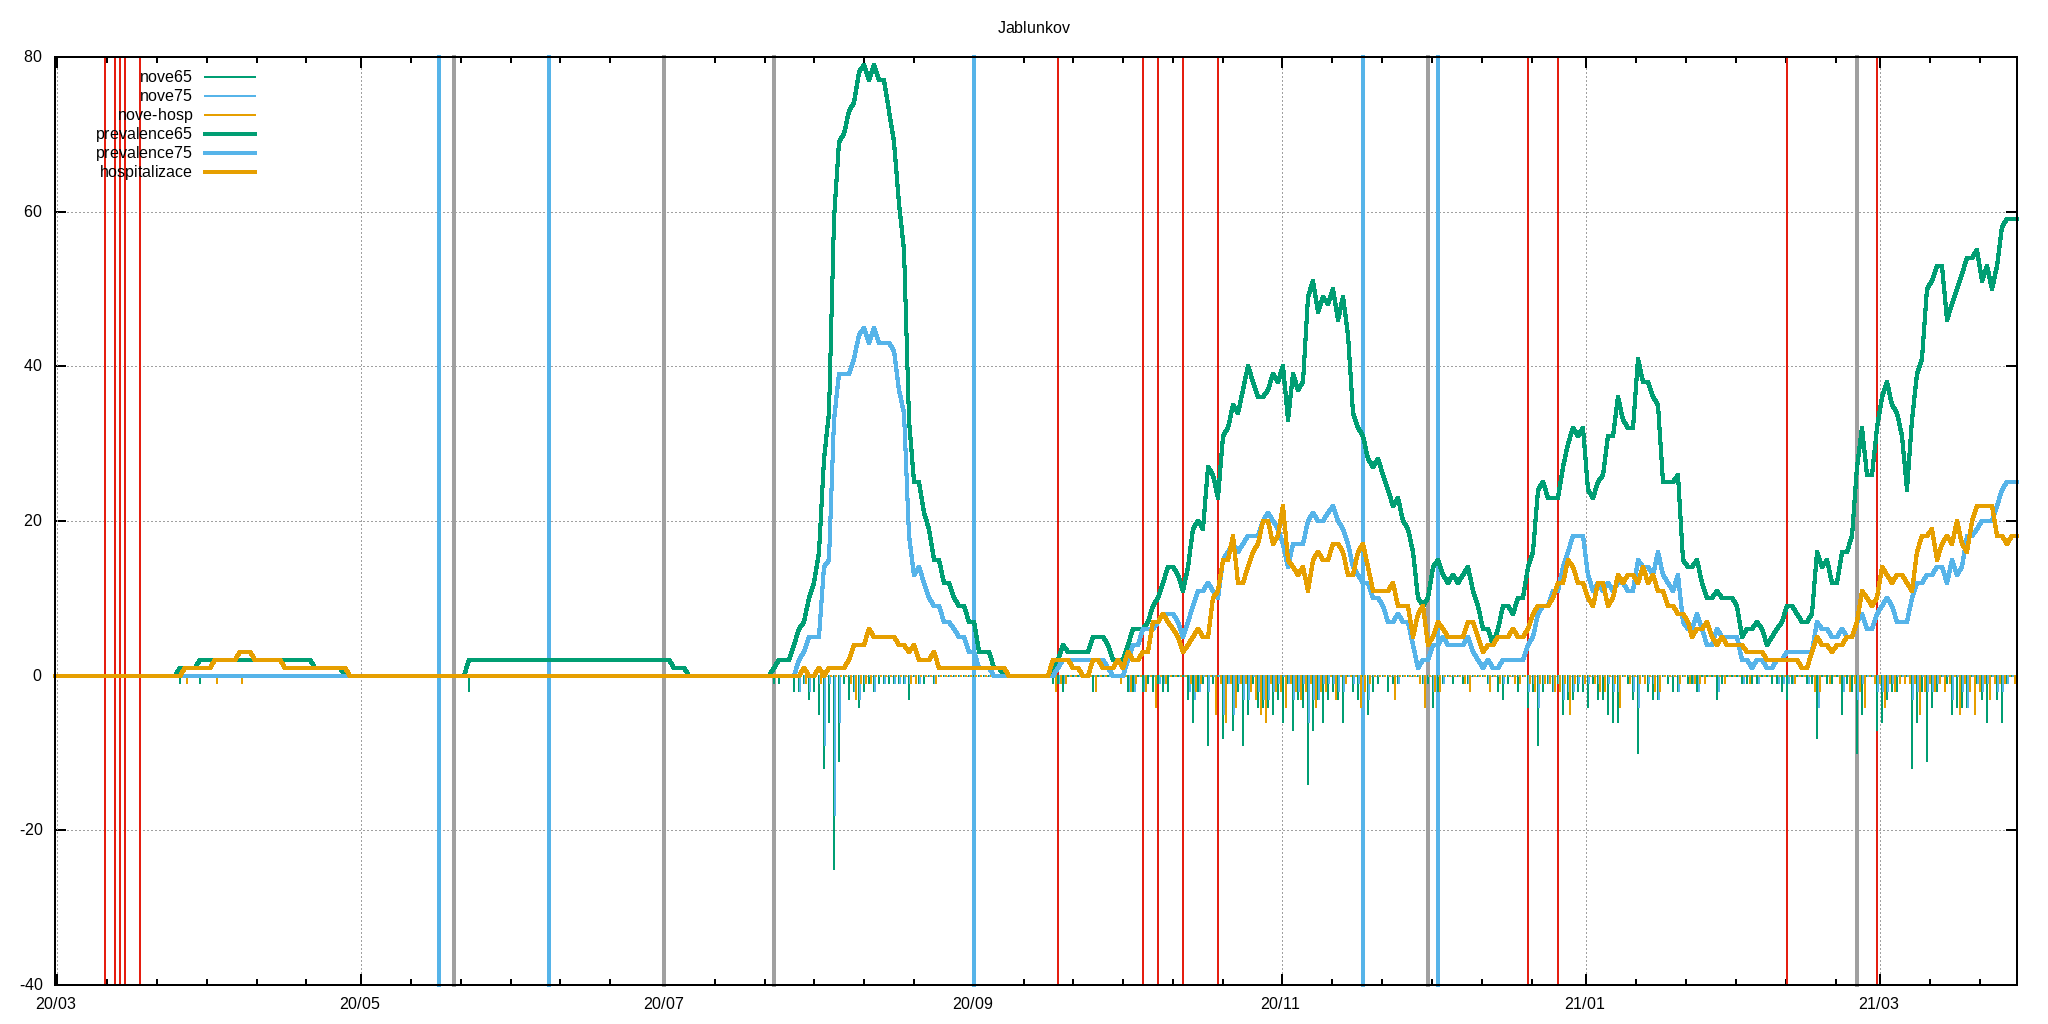 Jablunkov
80
60
40
20
0
-20
-40
nove65
nove75
nove-hosp
prevalence65
prevalence75
hospitalizace
20/03 20/05 20/07 20/09 20/11 21/01 21/03